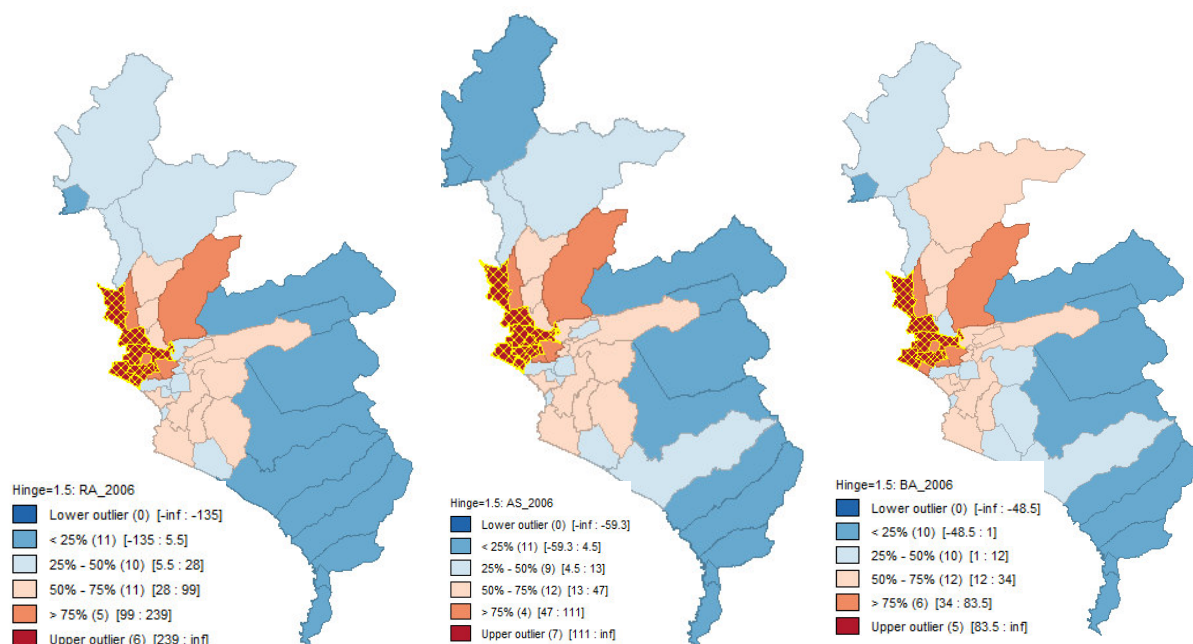 Hinge=1.5: RA_2006
Lower outlier (0) [-inf : -135]
< 25% (11) [-135 : 5.5]
25% - 50% (10) [5.5 : 28]
50% - 75% (11) [28 : 99]
> 75% (5) [99 : 239]
Upper outlier (6) [239 : inf]
Hinge=1.5: AS_2006
Lower outlier (0) [-inf : -59.3]
< 25% (11) [-59.3 : 4.5]
25% - 50% (9) [4.5 : 13]
50% - 75% (12) [13 : 47]
> 75% (4) [47 : 111]
Upper outlier (7) [111 : inf]
Hinge=1.5: BA_2006
Lower outlier (0) [-inf : -48.5]
< 25% (10) [-48.5 : 1]
25% - 50% (10) [1 : 12]
50% - 75% (12) [12 : 34]
> 75% (6) [34 : 83.5]
Upper outlier (5) [83.5 : inf]